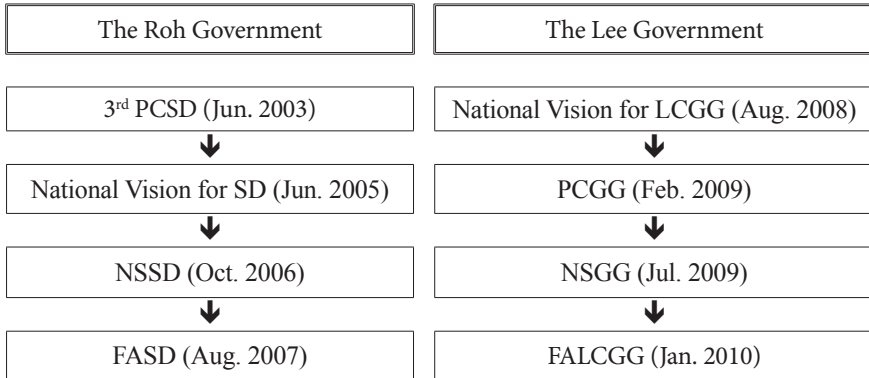 The Roh Government
3rd PCSD (Jun. 2003)
National Vision for SD (Jun. 2005)
NSSD (Oct. 2006)
FASD (Aug. 2007)
The Lee Government
National Vision for LCGG (Aug. 2008)
PCGG (Feb. 2009)
NSGG (Jul. 2009)
FALCGG (Jan. 2010)